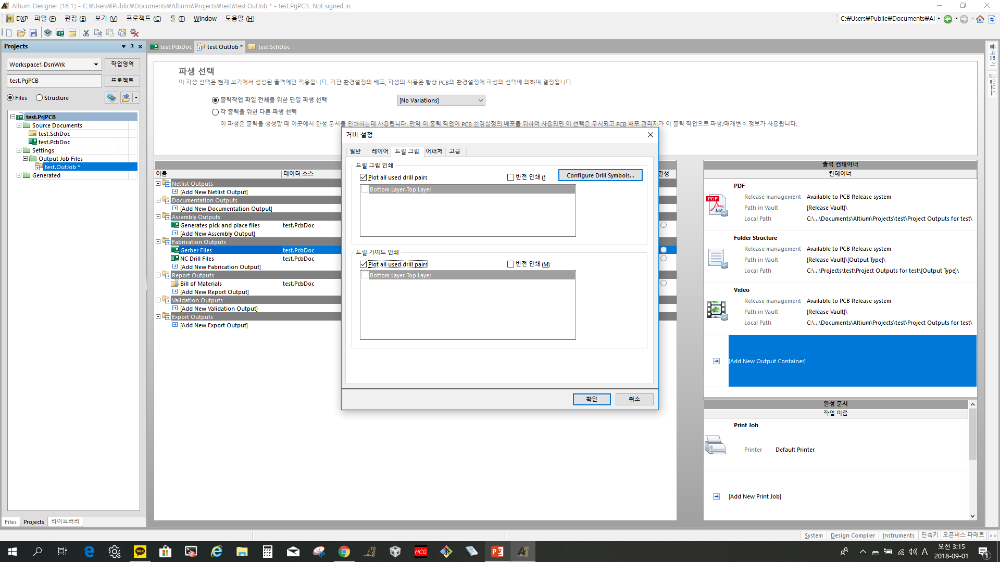 Altium Designer (16.1) - C:₩Users₩Public₩Documents₩Altium₩Projects₩test₩test.OutJob * - test.PrjPCB. Not signed in.
DXP 파일 (F) 편집 (E) 보기 (V) 프로젝트 (C) 툴 (T) Window 도움말 (H)
C:₩Users₩Public₩Documents₩Al
Projects
test.PcbDoc test.OutJob * test.SchDoc
Workspace1.DsnWrk 작업영역
test.PrjPCB 프로젝트
Files Structure
test.PrjPCB
Source Documents
test.SchDoc
test.PcbDoc
Settings
Output Job Files
test.OutJob *
Generated
파생 선택
이 파생 선택은 현재 보기에서 생성된 출력에만 적용됩니다. 기판 환경설정의 배포, 파생의 사용은 항상 PCB의 환경설정에 파생의 선택에 의하여 결정됩니다
출력작업 파일 전체를 위한 단일 파생 선택 [No Variations]
각 출력을 위한 다른 파생 선택
이 파생은 출력을 생성할 때 이곳에서 완성 문서를 인쇄하는데 사용됩니다. 만약 이 출력 작업이 PCB 환경설정의 배포를 위하여 사용되면 이 선택은 무시되고 PCB 배포 관리자가 이 출력 작업으로 파생/매개변수 정보가 사용됩니다.
이름 데이터 소스
활성
Netlist Outputs
[Add New Netlist Output]
Documentation Outputs
[Add New Documentation Output]
Assembly Outputs
Generates pick and place files test.PcbDoc
[Add New Assembly Output]
Fabrication Outputs
Gerber Files test.PcbDoc
NC Drill Files test.PcbDoc
[Add New Fabrication Output]
Report Outputs
Bill of Materials test.PcbDoc
[Add New Report Output]
Validation Outputs
[Add New Validation Output]
Export Outputs
[Add New Export Output]
거버 설정
일반 레이어 드릴 그림 어퍼처 고급
드릴 그림 인쇄
Plot all used drill pairs 반전 인쇄 Configure Drill Symbols...
Bottom Layer-Top Layer
드릴 가이드 인쇄
Plot all used drill pairs 반전 인쇄 (M)
Bottom Layer-Top Layer
확인 취소
출력 컨테이너
컨테이너
PDF
Release management Available to PCB Release system
Path in Vault [Release Vault]\
Local Path C:\...\Documents\Altium\Projects\test\Project Outputs for test\
Folder Structure
Release management Available to PCB Release system
Path in Vault [Release Vault]\[Output Type]\
Local Path C:\...\Projects\test\Project Outputs for test\[Output Type]\
Video
Release management Available to PCB Release system
Path in Vault [Release Vault]\
Local Path C:\...\Documents\Altium\Projects\test\Project Outputs for test\
[Add New Output Container]
완성 문서
작업 이름
Print Job
Printer Default Printer
[Add New Print Job]
즐겨찾기
클립보드
Files Projects 라이브러리
System Design Compiler Instruments 단축키 오픈버스 파래트 >>
TALK
HCG
A
오전 3:15
2018-09-01
1